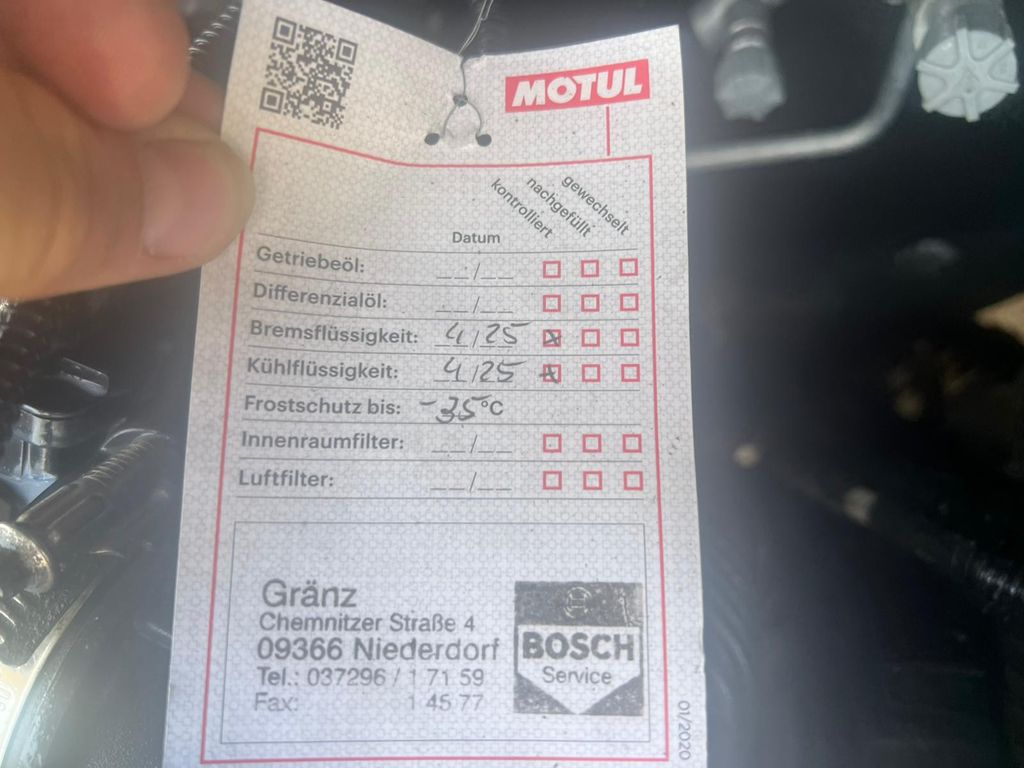 MOTUL
kontrolliert
nachgefüllt
gewechselt
Datum
Getriebeöl: __/__
Differenzialöl: __/__
Bremsflüssigkeit: 4/25 x
Kühlflüssigkeit: 4/25 x
Frostschutz bis: -35°C
Innenraumfilter: __/__
Luftfilter: __/__
Gränz
Chemnitzer Straße 4
09366 Niederdorf
Tel.: 037296 / 1 71 59
Fax: 1 45 77
BOSCH
Service
01/2020